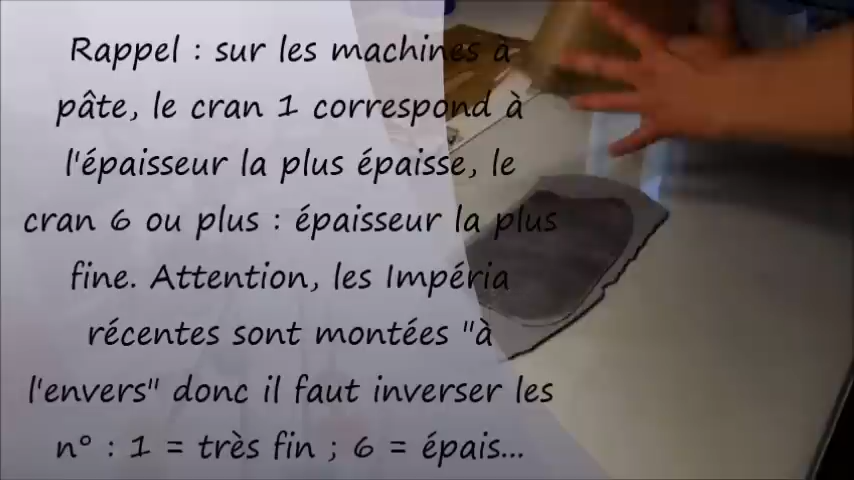 Rappel : sur les machines à
pâte, le cran 1 correspond à
l'épaisseur la plus épaisse, le
cran 6 ou plus : épaisseur la plus
fine. Attention, les Impéria
récentes sont montées "à
l'envers" donc il faut inverser les
n° : 1 = très fin ; 6 = épais...